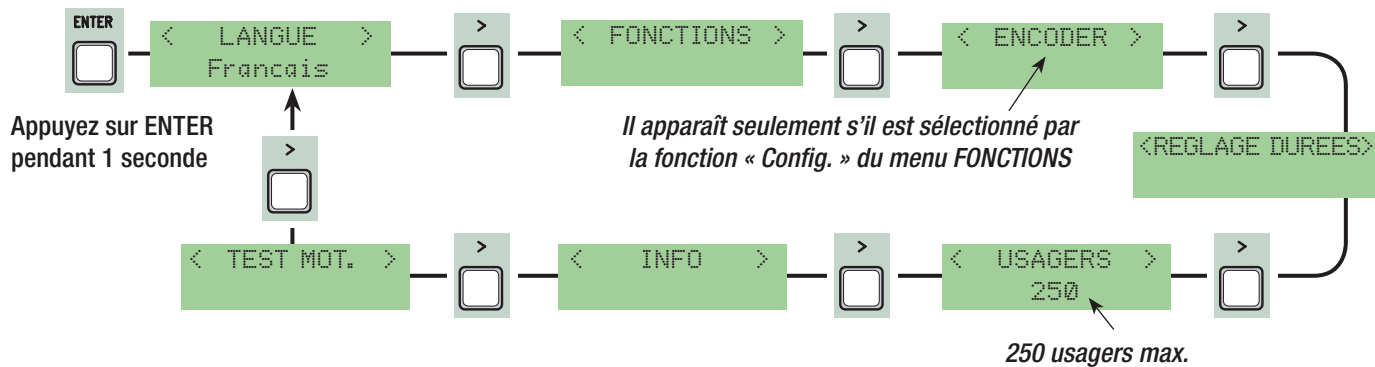 ENTER
< LANGUE >
Francais
>
< FONCTIONS >
>
< ENCODER >
>
Appuyez sur ENTER
pendant 1 seconde
Il apparaît seulement s'il est sélectionné par
la fonction « Config. » du menu FONCTIONS
<REGLAGE DUREES>
>
< TEST MOT. >
>
< INFO >
>
< USAGERS >
250
>
250 usagers max.